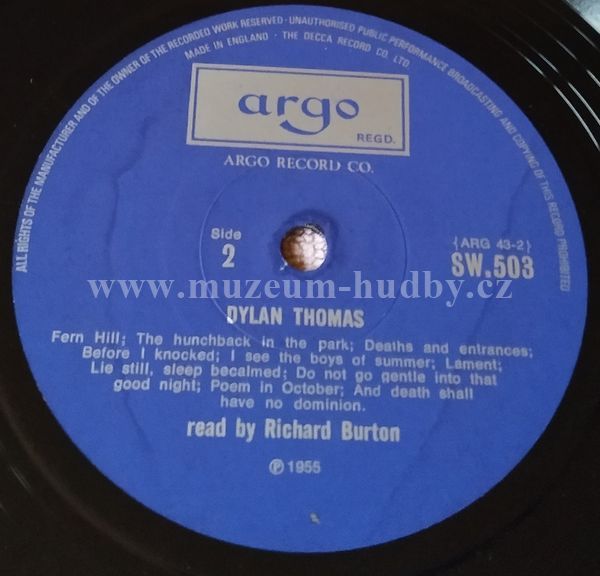 ALL RIGHTS OF THE MANUFACTURER AND OF THE OWNER OF THE RECORDED WORK RESERVED · UNAUTHORISED PUBLIC PERFORMANCE BROADCASTING AND COPYING OF THIS RECORD PROHIBITED
MADE IN ENGLAND · THE DECCA RECORD CO. LTD.
argo
REGD.
ARGO RECORD CO.
Side
2
{ARG 43-2}
SW.503
www.muzeum-hudby.cz
DYLAN THOMAS
Fern Hill; The hunchback in the park; Deaths and entrances;
Before I knocked; I see the boys of summer; Lament;
Lie still, sleep becalmed; Do not go gentle into that
good night; Poem in October; And death shall
have no dominion.
read by Richard Burton
℗ 1955